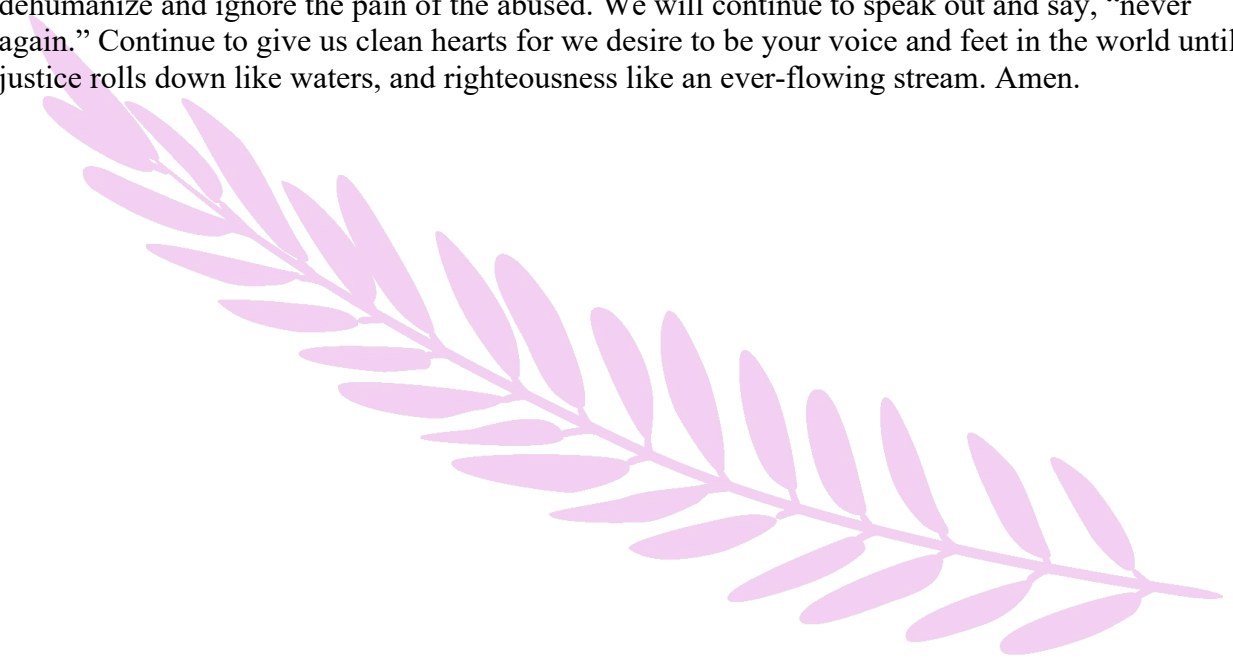 dehumanize and ignore the pain of the abused. We will continue to speak out and say, “never
again.” Continue to give us clean hearts for we desire to be your voice and feet in the world until
justice rolls down like waters, and righteousness like an ever-flowing stream. Amen.